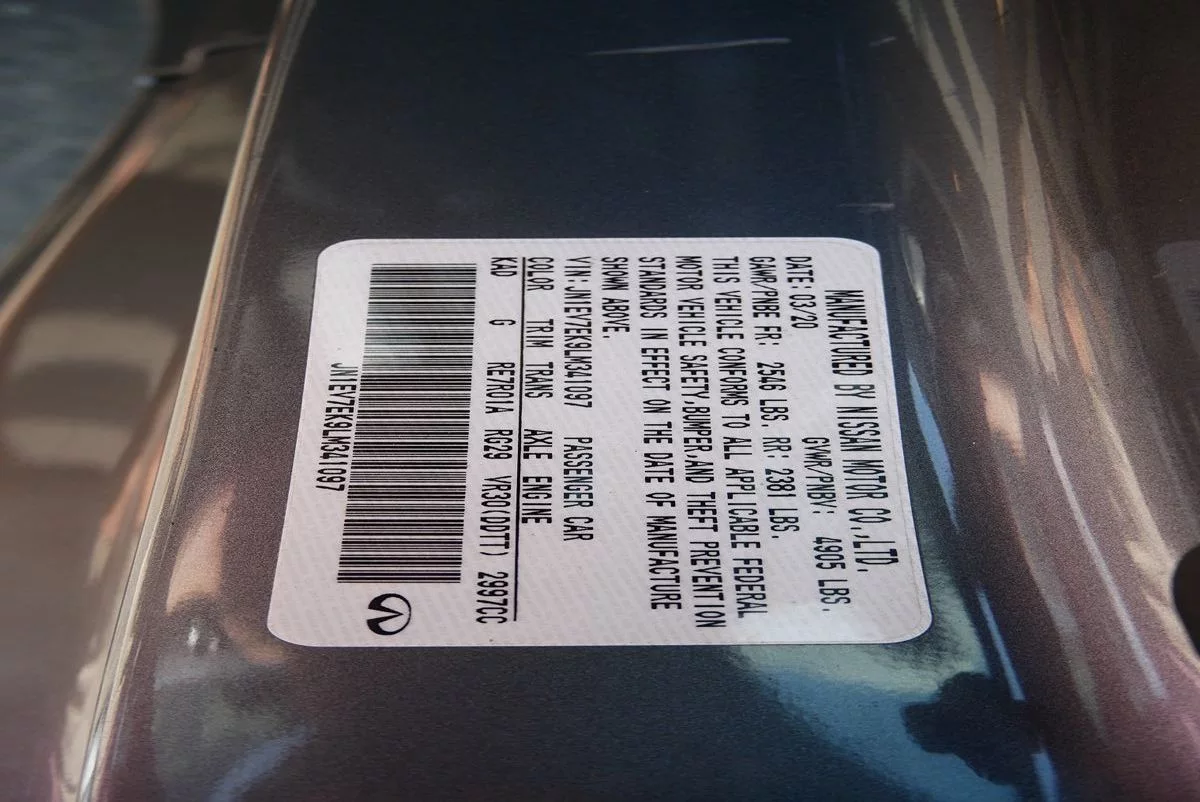 MANUFACTURED BY NISSAN MOTOR CO.,LTD.
DATE: 03/20 GVWR/PNBV: 4905 LBS.
GAWR/PNBE FR: 2546 LBS. RR: 2381 LBS.
THIS VEHICLE CONFORMS TO ALL APPLICABLE FEDERAL
MOTOR VEHICLE SAFETY,BUMPER,AND THEFT PREVENTION
STANDARDS IN EFFECT ON THE DATE OF MANUFACTURE
SHOWN ABOVE.
VIN: JN1EV7EK9LM341097 PASSENGER CAR
COLOR TRIM TRANS AXLE ENGINE
KAD G RE7R01A RG29 VR30(DDTT) 2997CC
JN1EV7EK9LM341097